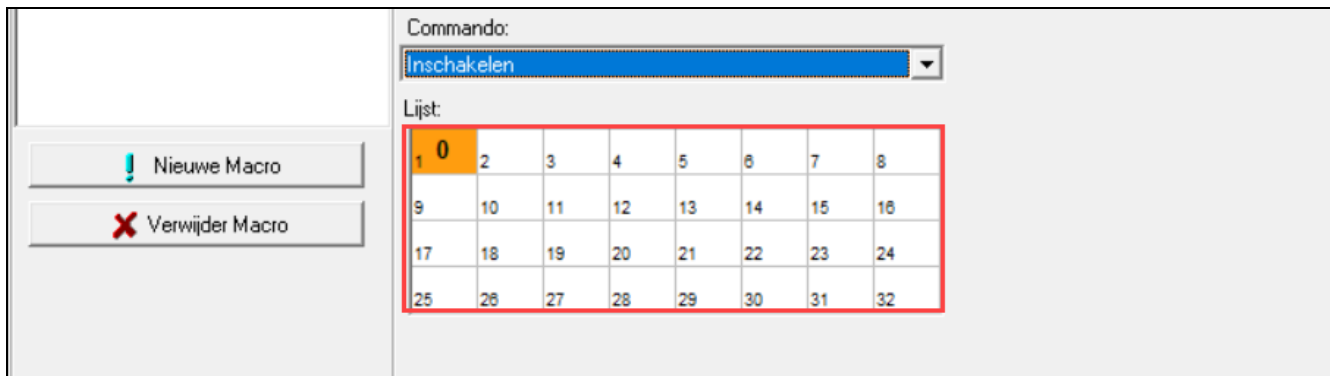 Commando:
Inschakelen
Lijst:
Nieuwe Macro
Verwijder Macro
1 0 2 3 4 5 6 7 8
9 10 11 12 13 14 15 16
17 18 19 20 21 22 23 24
25 26 27 28 29 30 31 32